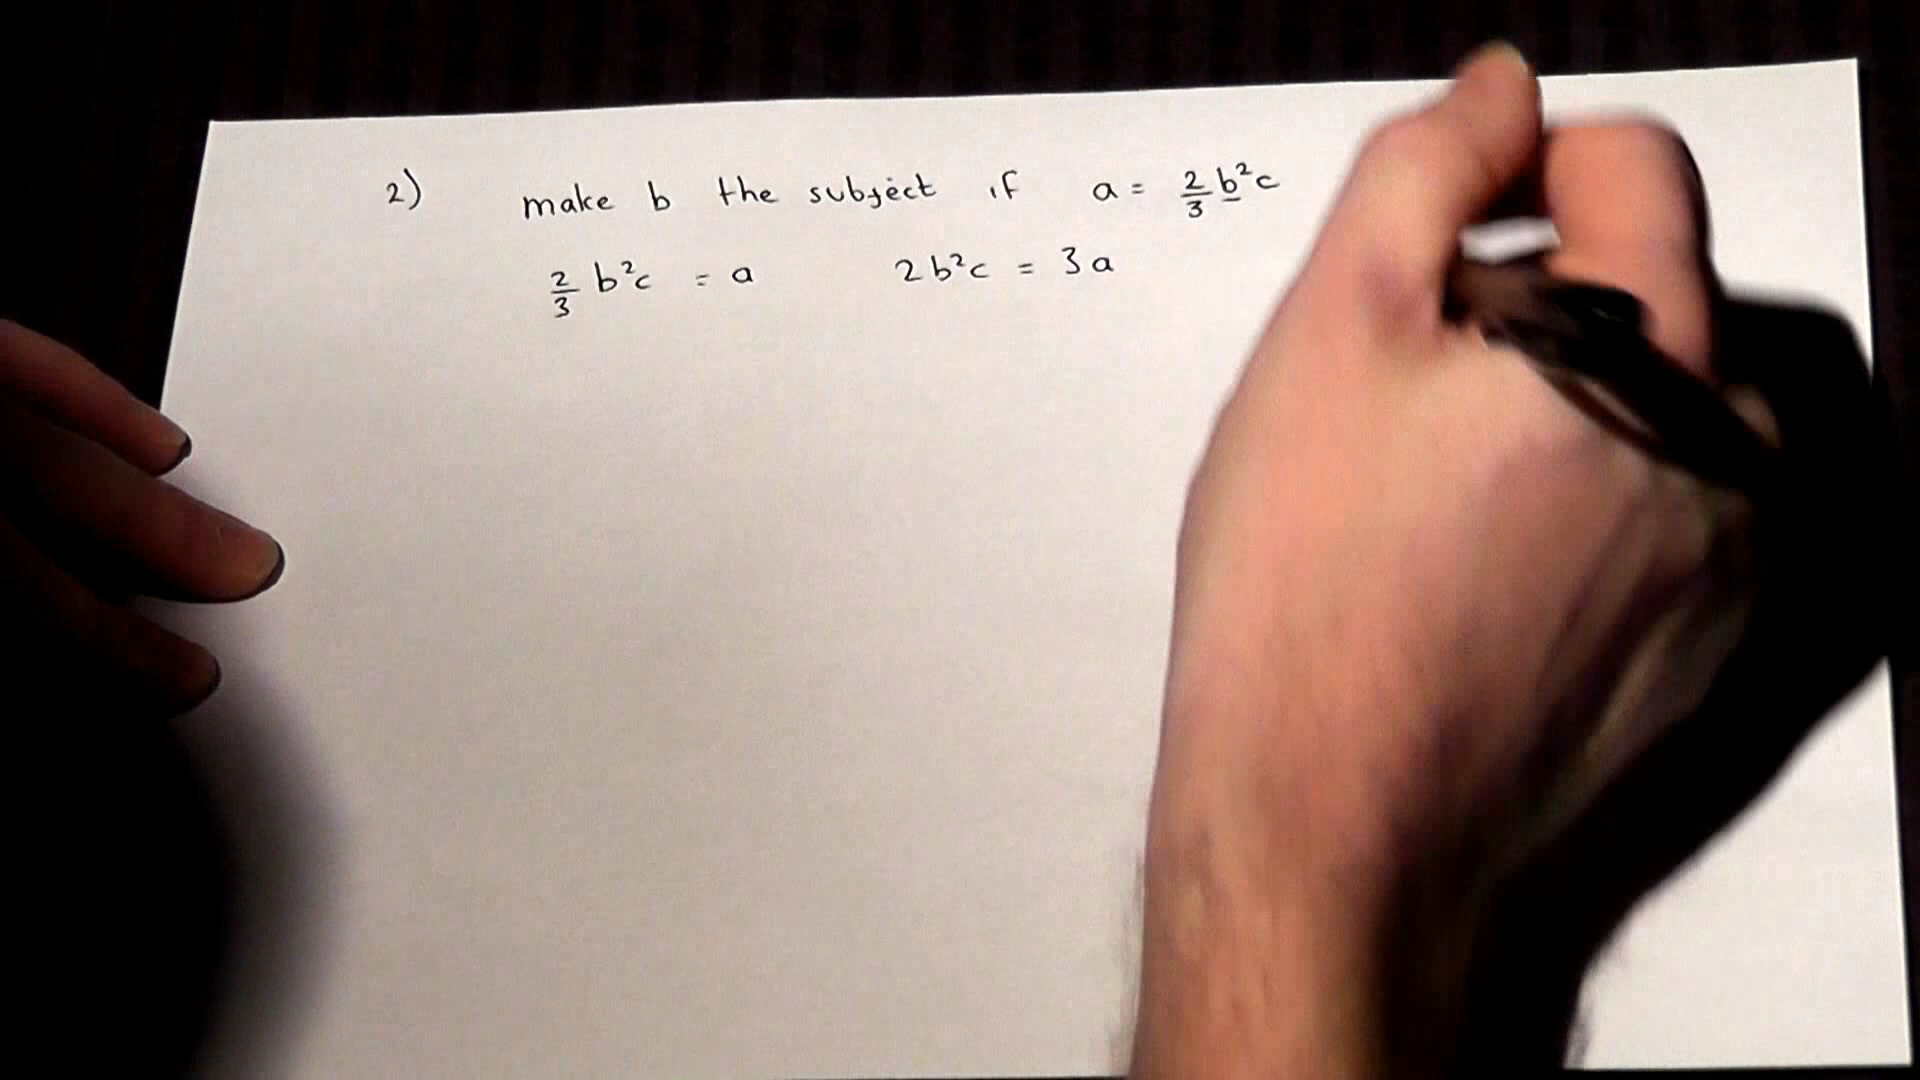 2) make b the subject if a = 2/3 b²c
2/3 b²c = a 2b²c = 3a